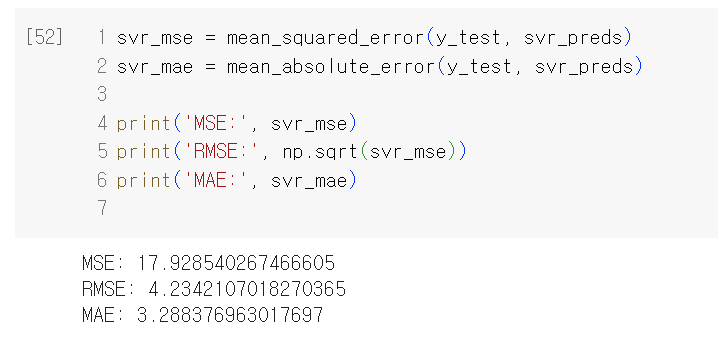 [52]
1 svr_mse = mean_squared_error(y_test, svr_preds)
2 svr_mae = mean_absolute_error(y_test, svr_preds)
3
4 print('MSE:', svr_mse)
5 print('RMSE:', np.sqrt(svr_mse))
6 print('MAE:', svr_mae)
7
MSE: 17.928540267466605
RMSE: 4.2342107018270365
MAE: 3.288376963017697